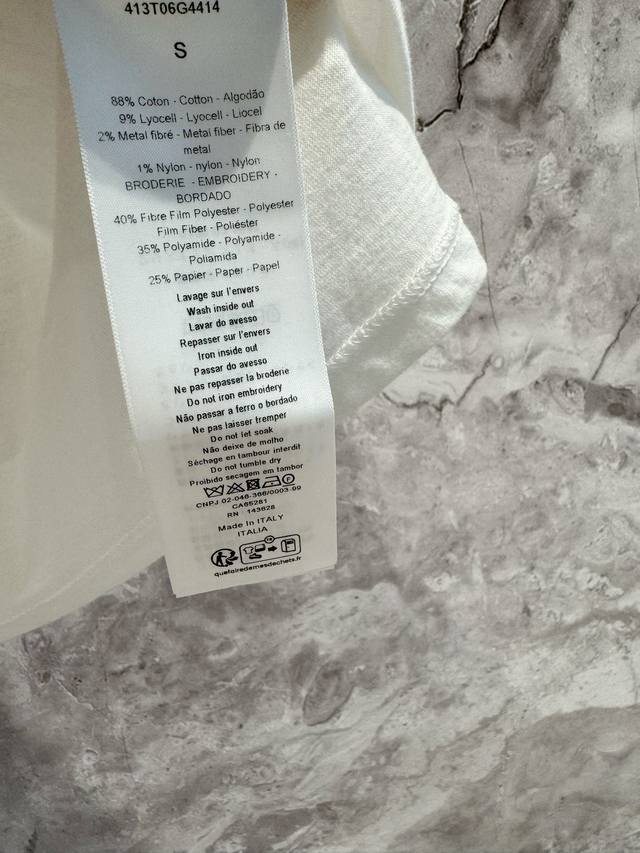 413T06G4414
S
88% Coton - Cotton - Algodão
9% Lyocell - Lyocell - Liocel
2% Metal fibré - Metal fiber - Fibra de
metal
1% Nylon - nylon - Nylon
BRODERIE - EMBROIDERY -
BORDADO
40% Fibre Film Polyester - Polyester
Film Fiber - Poliéster
35% Polyamide - Polyamide -
Poliamida
25% Papier - Paper - Papel
Lavage sur l'envers
Wash inside out
Lavar do avesso
Repasser sur l'envers
Iron inside out
Passar do avesso
Ne pas repasser la broderie
Do not iron embroidery
Não passar a ferro o bordado
Ne pas laisser tremper
Do not let soak
Não deixe de molho
Séchage en tambour interdit
Do not tumble dry
Proibido secagem em tambor
CNPJ 02-046-366/0003-99
CA65281
RN 143628
Made In ITALY
ITALIA
quefairedemesdechets.fr